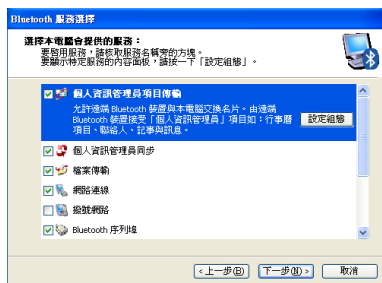 Bluetooth 服務選擇
選擇本電腦會提供的服務：
要啓用服務，請核取服務名稱旁的方塊。
要顯示特定服務的內容面板，請按一下「設定組態」。
個人資訊管理員項目傳輸
允許遠端 Bluetooth 裝置與本電腦交換名片。由遠端
Bluetooth 裝置接受「個人資訊管理員」項目如：行事曆
項目、聯絡人、記事與訊息。
設定組態
個人資訊管理員同步
檔案傳輸
網路連線
撥號網路
Bluetooth 序列埠
<上一步(B)
下一步(N)>
取消